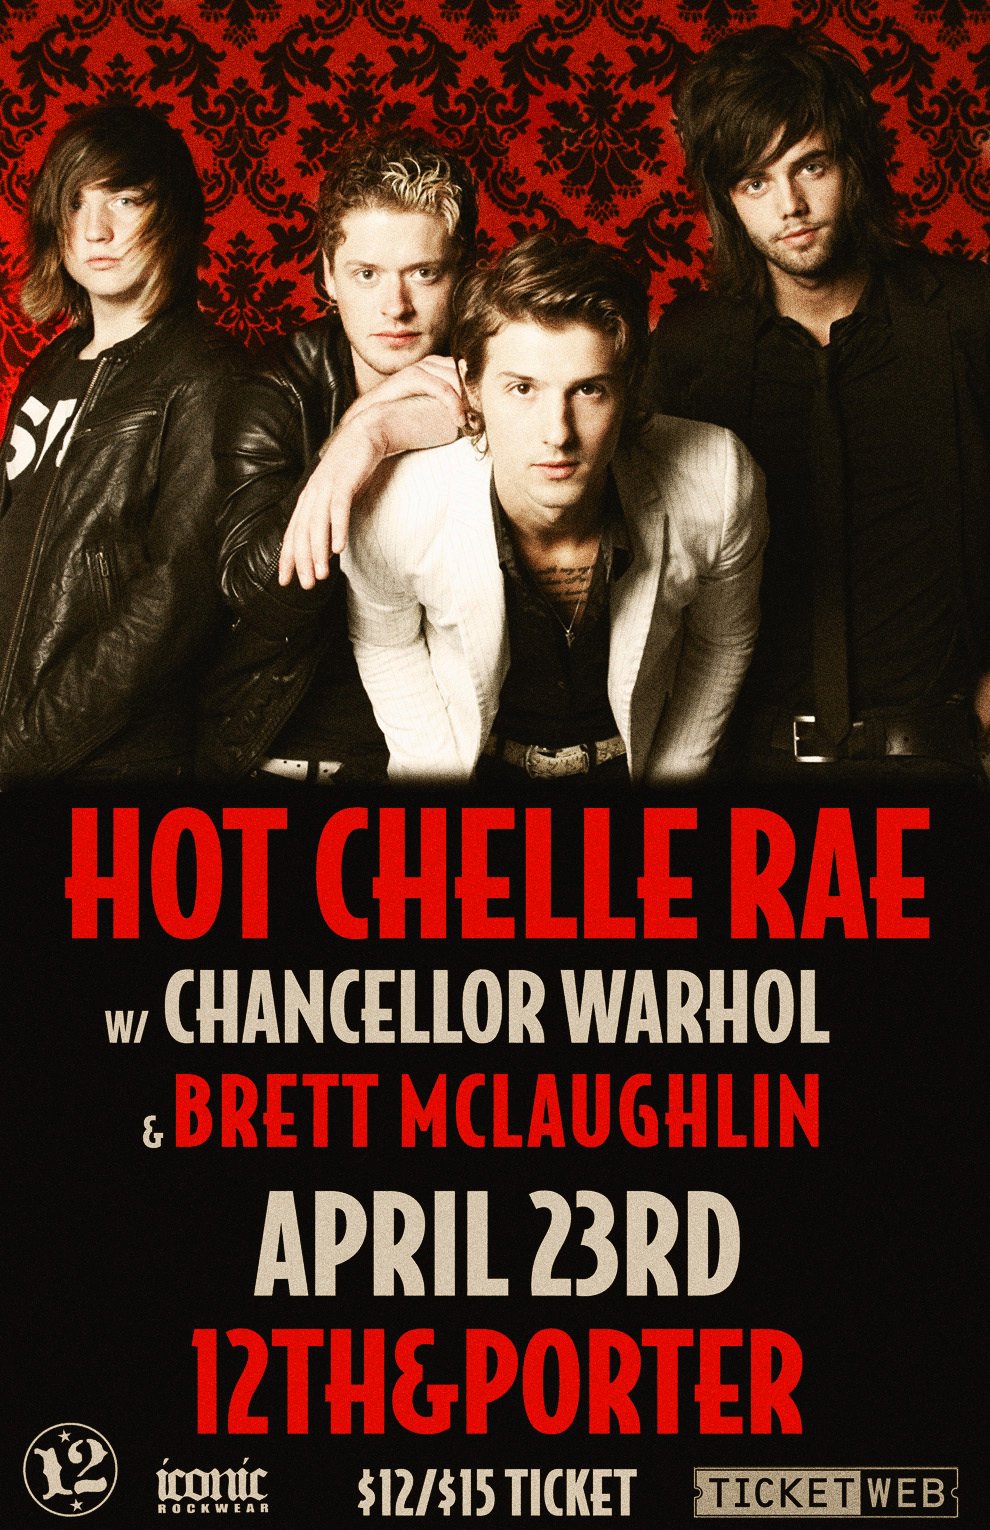 HOT CHELLE RAE
W/ CHANCELLOR WARHOL
& BRETT MCLAUGHLIN
APRIL 23RD
12TH&PORTER
12
iconic
ROCKWEAR
$12/$15 TICKET
TICKETWEB